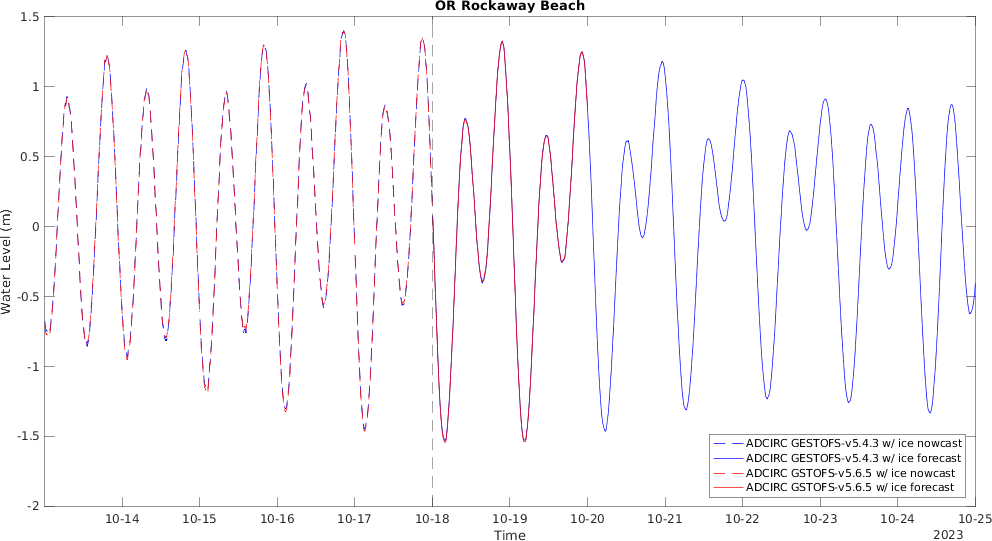 OR Rockaway Beach
1.5
1
0.5
0
-0.5
-1
-1.5
-2
Water Level (m)
ADCIRC GESTOFS-v5.4.3 w/ ice nowcast
ADCIRC GESTOFS-v5.4.3 w/ ice forecast
ADCIRC GSTOFS-v5.6.5 w/ ice nowcast
ADCIRC GSTOFS-v5.6.5 w/ ice forecast
10-14 10-15 10-16 10-17 10-18 10-19 10-20 10-21 10-22 10-23 10-24 10-25
Time
2023